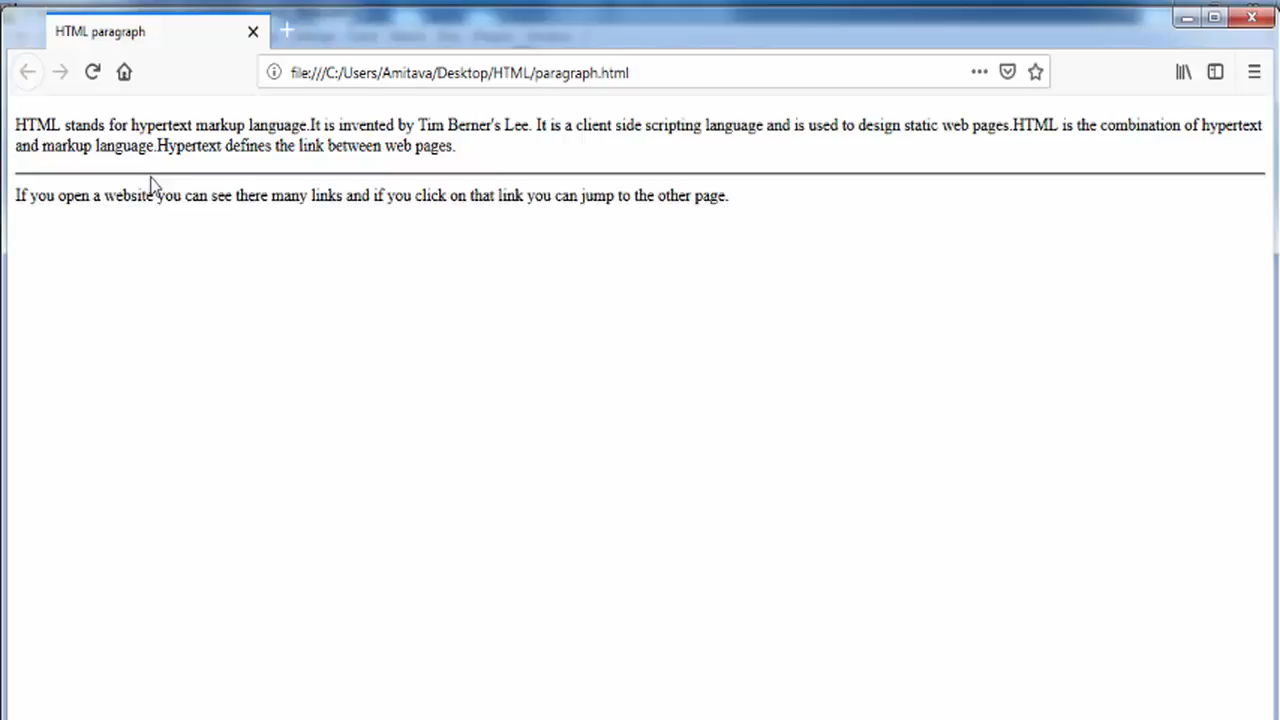 HTML paragraph
file:///C:/Users/Amitava/Desktop/HTML/paragraph.html
HTML stands for hypertext markup language.It is invented by Tim Berner's Lee. It is a client side scripting language and is used to design static web pages.HTML is the combination of hypertext
and markup language.Hypertext defines the link between web pages.
If you open a website you can see there many links and if you click on that link you can jump to the other page.